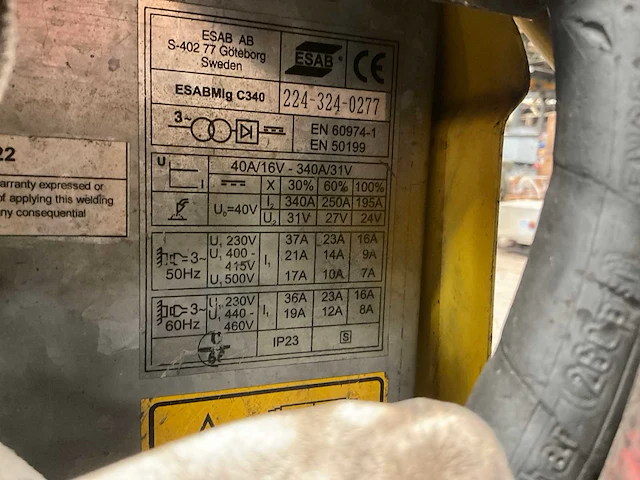 ESAB AB
S-402 77 Göteborg
Sweden
ESAB
CE
ESABMig C340
224-324-0277
3~
EN 60974-1
EN 50199
U
I
40A/16V - 340A/31V
X 30% 60% 100%
U₀=40V
I₂ 340A 250A 195A
U₂ 31V 27V 24V
3~
50Hz
U₁ 230V
U₁ 400 -
415V
U₁ 500V
I₁
37A 23A 16A
21A 14A 9A
17A 10A 7A
3~
60Hz
U₁ 230V
U₁ 440 -
460V
I₁
36A 23A 16A
19A 12A 8A
IP23
S
22
arranty expressed or
of applying this welding
any consequential